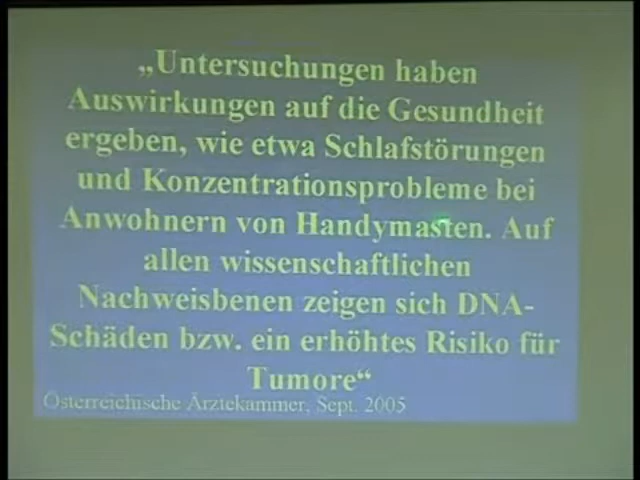 „Untersuchungen haben
Auswirkungen auf die Gesundheit
ergeben, wie etwa Schlafstörungen
und Konzentrationsprobleme bei
Anwohnern von Handymasten. Auf
allen wissenschaftlichen
Nachweisbenen zeigen sich DNA-
Schäden bzw. ein erhöhtes Risiko für
Tumore“
Österreichische Ärztekammer, Sept. 2005